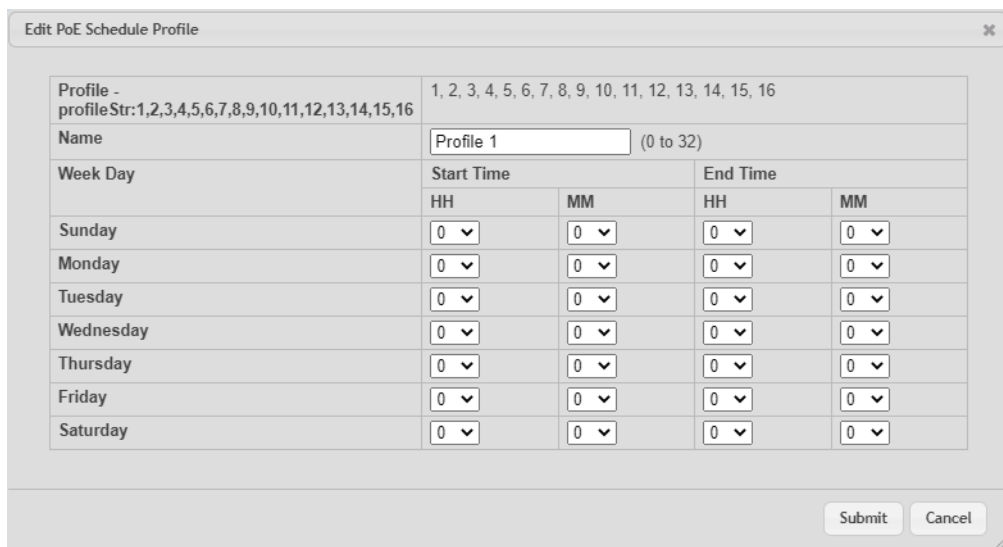 Edit PoE Schedule Profile
Profile - 1, 2, 3, 4, 5, 6, 7, 8, 9, 10, 11, 12, 13, 14, 15, 16
profileStr:1,2,3,4,5,6,7,8,9,10,11,12,13,14,15,16
Name Profile 1 (0 to 32)
Week Day Start Time End Time
HH MM HH MM
Sunday 0 0 0 0
Monday 0 0 0 0
Tuesday 0 0 0 0
Wednesday 0 0 0 0
Thursday 0 0 0 0
Friday 0 0 0 0
Saturday 0 0 0 0
Submit Cancel